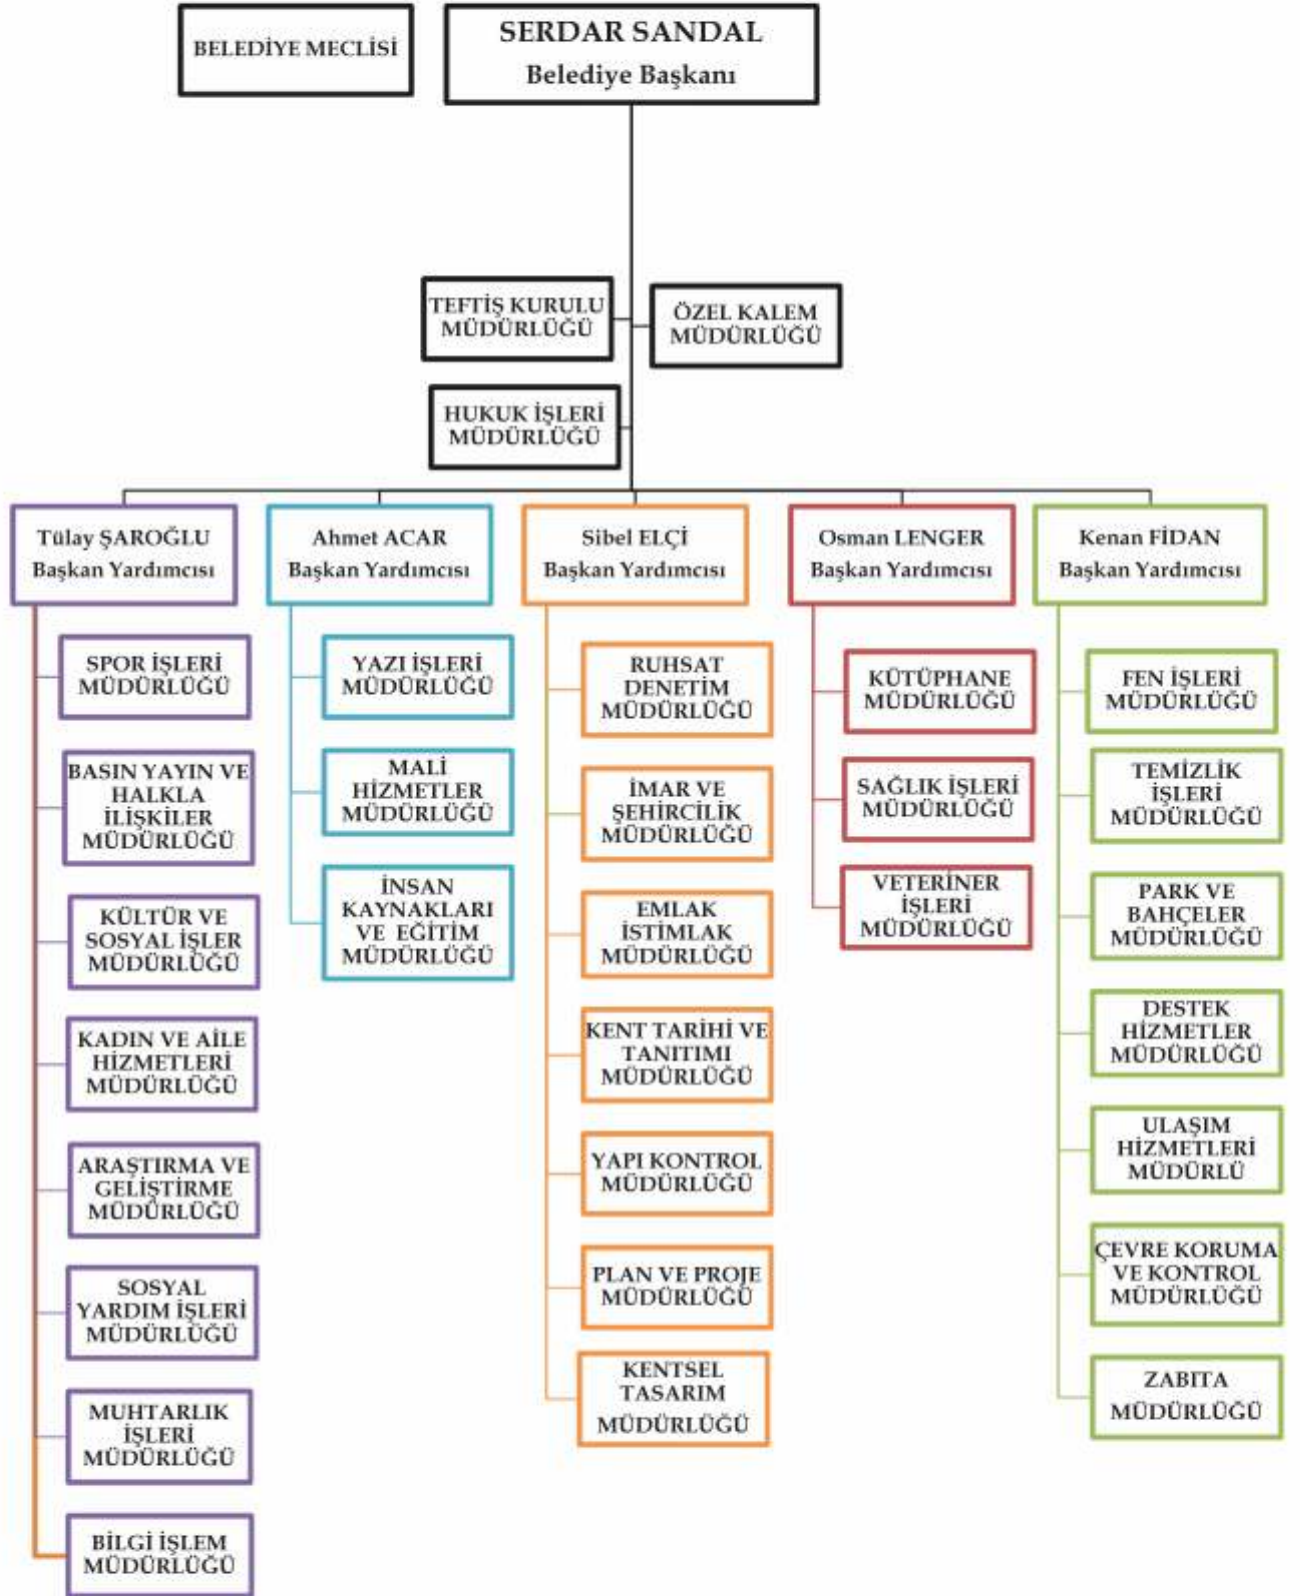 BELEDİYE MECLİSİ
SERDAR SANDAL
Belediye Başkanı
TEFTİŞ KURULU
MÜDÜRLÜĞÜ
ÖZEL KALEM
MÜDÜRLÜĞÜ
HUKUK İŞLERİ
MÜDÜRLÜĞÜ
Tülay ŞAROĞLU
Başkan Yardımcısı
SPOR İŞLERİ
MÜDÜRLÜĞÜ
BASIN YAYIN VE
HALKLA
İLİŞKİLER
MÜDÜRLÜĞÜ
KÜLTÜR VE
SOSYAL İŞLER
MÜDÜRLÜĞÜ
KADIN VE AİLE
HİZMETLERİ
MÜDÜRLÜĞÜ
ARAŞTIRMA VE
GELİŞTİRME
MÜDÜRLÜĞÜ
SOSYAL
YARDIM İŞLERİ
MÜDÜRLÜĞÜ
MUHTARLIK
İŞLERİ
MÜDÜRLÜĞÜ
BİLGİ İŞLEM
MÜDÜRLÜĞÜ
Ahmet ACAR
Başkan Yardımcısı
YAZI İŞLERİ
MÜDÜRLÜĞÜ
MALİ
HİZMETLER
MÜDÜRLÜĞÜ
İNSAN
KAYNAKLARI
VE EĞİTİM
MÜDÜRLÜĞÜ
Sibel ELÇİ
Başkan Yardımcısı
RUHSAT
DENETİM
MÜDÜRLÜĞÜ
İMAR VE
ŞEHİRCİLİK
MÜDÜRLÜĞÜ
EMLAK
İSTİMLAK
MÜDÜRLÜĞÜ
KENT TARİHİ VE
TANITIMI
MÜDÜRLÜĞÜ
YAPI KONTROL
MÜDÜRLÜĞÜ
PLAN VE PROJE
MÜDÜRLÜĞÜ
KENTSEL
TASARIM
MÜDÜRLÜĞÜ
Osman LENGER
Başkan Yardımcısı
KÜTÜPHANE
MÜDÜRLÜĞÜ
SAĞLIK İŞLERİ
MÜDÜRLÜĞÜ
VETERİNER
İŞLERİ
MÜDÜRLÜĞÜ
Kenan FİDAN
Başkan Yardımcısı
FEN İŞLERİ
MÜDÜRLÜĞÜ
TEMİZLİK
İŞLERİ
MÜDÜRLÜĞÜ
PARK VE
BAHÇELER
MÜDÜRLÜĞÜ
DESTEK
HİZMETLER
MÜDÜRLÜĞÜ
ULAŞIM
HİZMETLERİ
MÜDÜRLÜ
ÇEVRE KORUMA
VE KONTROL
MÜDÜRLÜĞÜ
ZABITA
MÜDÜRLÜĞÜ